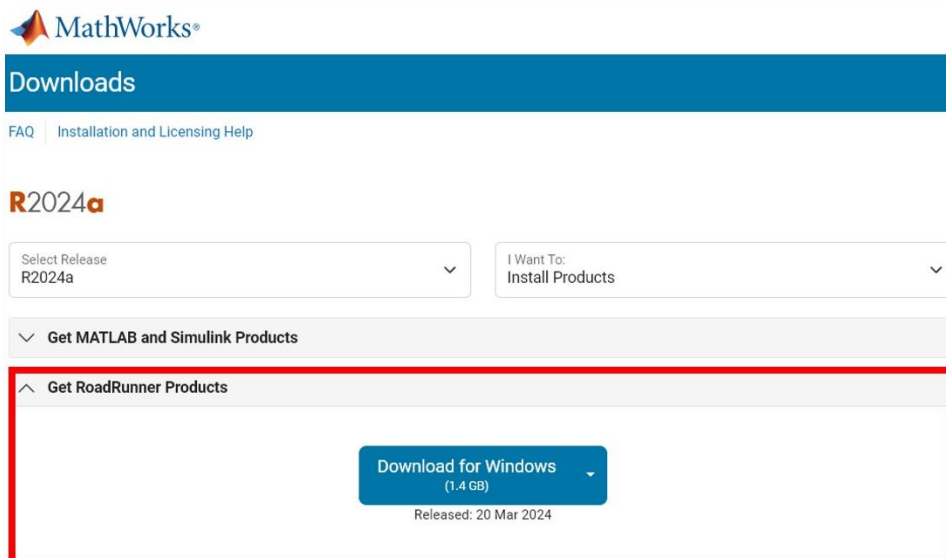 MathWorks®
Downloads
FAQ Installation and Licensing Help
R2024a
Select Release
R2024a
I Want To:
Install Products
Get MATLAB and Simulink Products
Get RoadRunner Products
Download for Windows
(1.4 GB)
Released: 20 Mar 2024